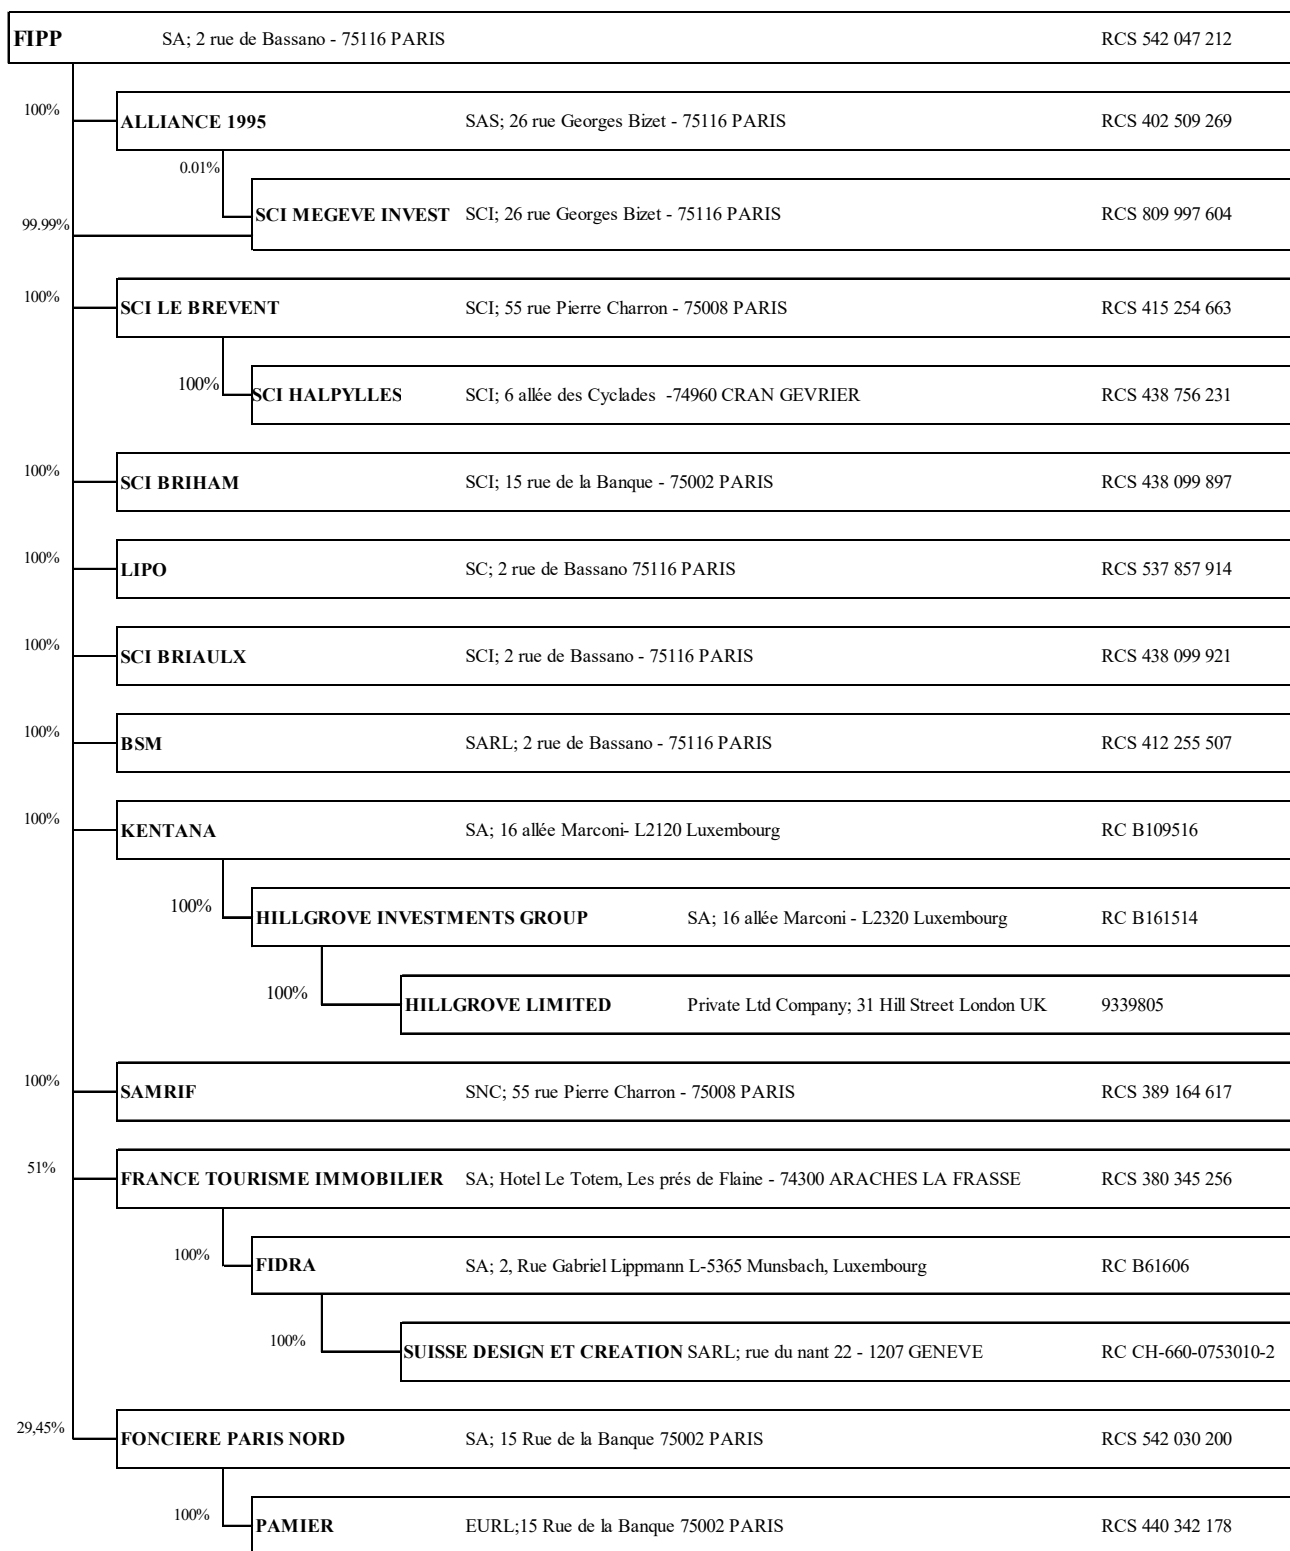 FIPP SA; 2 rue de Bassano - 75116 PARIS RCS 542 047 212
100%
ALLIANCE 1995 SAS; 26 rue Georges Bizet - 75116 PARIS RCS 402 509 269
0.01%
SCI MEGEVE INVEST SCI; 26 rue Georges Bizet - 75116 PARIS RCS 809 997 604
99.99%
100%
SCI LE BREVENT SCI; 55 rue Pierre Charron - 75008 PARIS RCS 415 254 663
100%
SCI HALPYLLES SCI; 6 allée des Cyclades -74960 CRAN GEVRIER RCS 438 756 231
100%
SCI BRIHAM SCI; 15 rue de la Banque - 75002 PARIS RCS 438 099 897
100%
LIPO SC; 2 rue de Bassano 75116 PARIS RCS 537 857 914
100%
SCI BRIAULX SCI; 2 rue de Bassano - 75116 PARIS RCS 438 099 921
100%
BSM SARL; 2 rue de Bassano - 75116 PARIS RCS 412 255 507
100%
KENTANA SA; 16 allée Marconi- L2120 Luxembourg RC B109516
100%
HILLGROVE INVESTMENTS GROUP SA; 16 allée Marconi - L2320 Luxembourg RC B161514
100%
HILLGROVE LIMITED Private Ltd Company; 31 Hill Street London UK 9339805
100%
SAMRIF SNC; 55 rue Pierre Charron - 75008 PARIS RCS 389 164 617
51%
FRANCE TOURISME IMMOBILIER SA; Hotel Le Totem, Les prés de Flaine - 74300 ARACHES LA FRASSE RCS 380 345 256
100%
FIDRA SA; 2, Rue Gabriel Lippmann L-5365 Munsbach, Luxembourg RC B61606
100%
SUISSE DESIGN ET CREATION SARL; rue du nant 22 - 1207 GENEVE RC CH-660-0753010-2
29,45%
FONCIERE PARIS NORD SA; 15 Rue de la Banque 75002 PARIS RCS 542 030 200
100%
PAMIER EURL;15 Rue de la Banque 75002 PARIS RCS 440 342 178